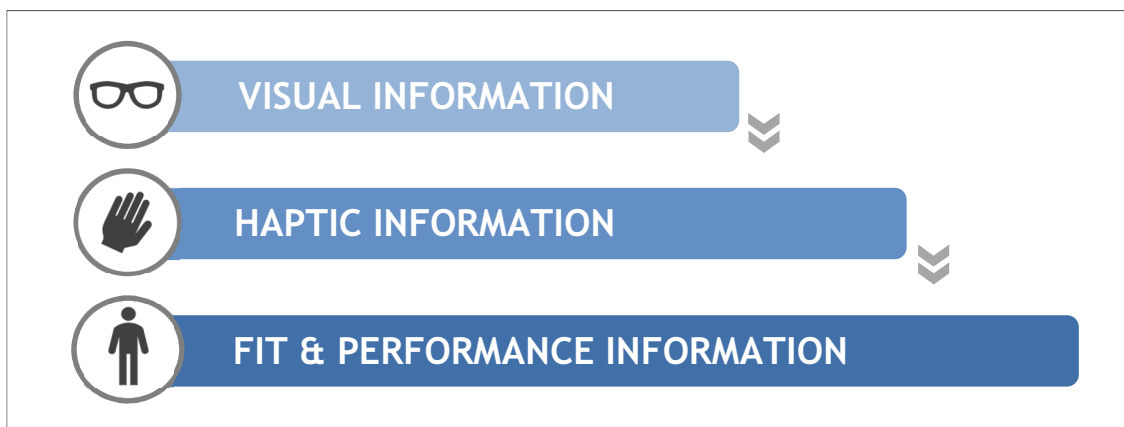 VISUAL INFORMATION
HAPTIC INFORMATION
FIT & PERFORMANCE INFORMATION